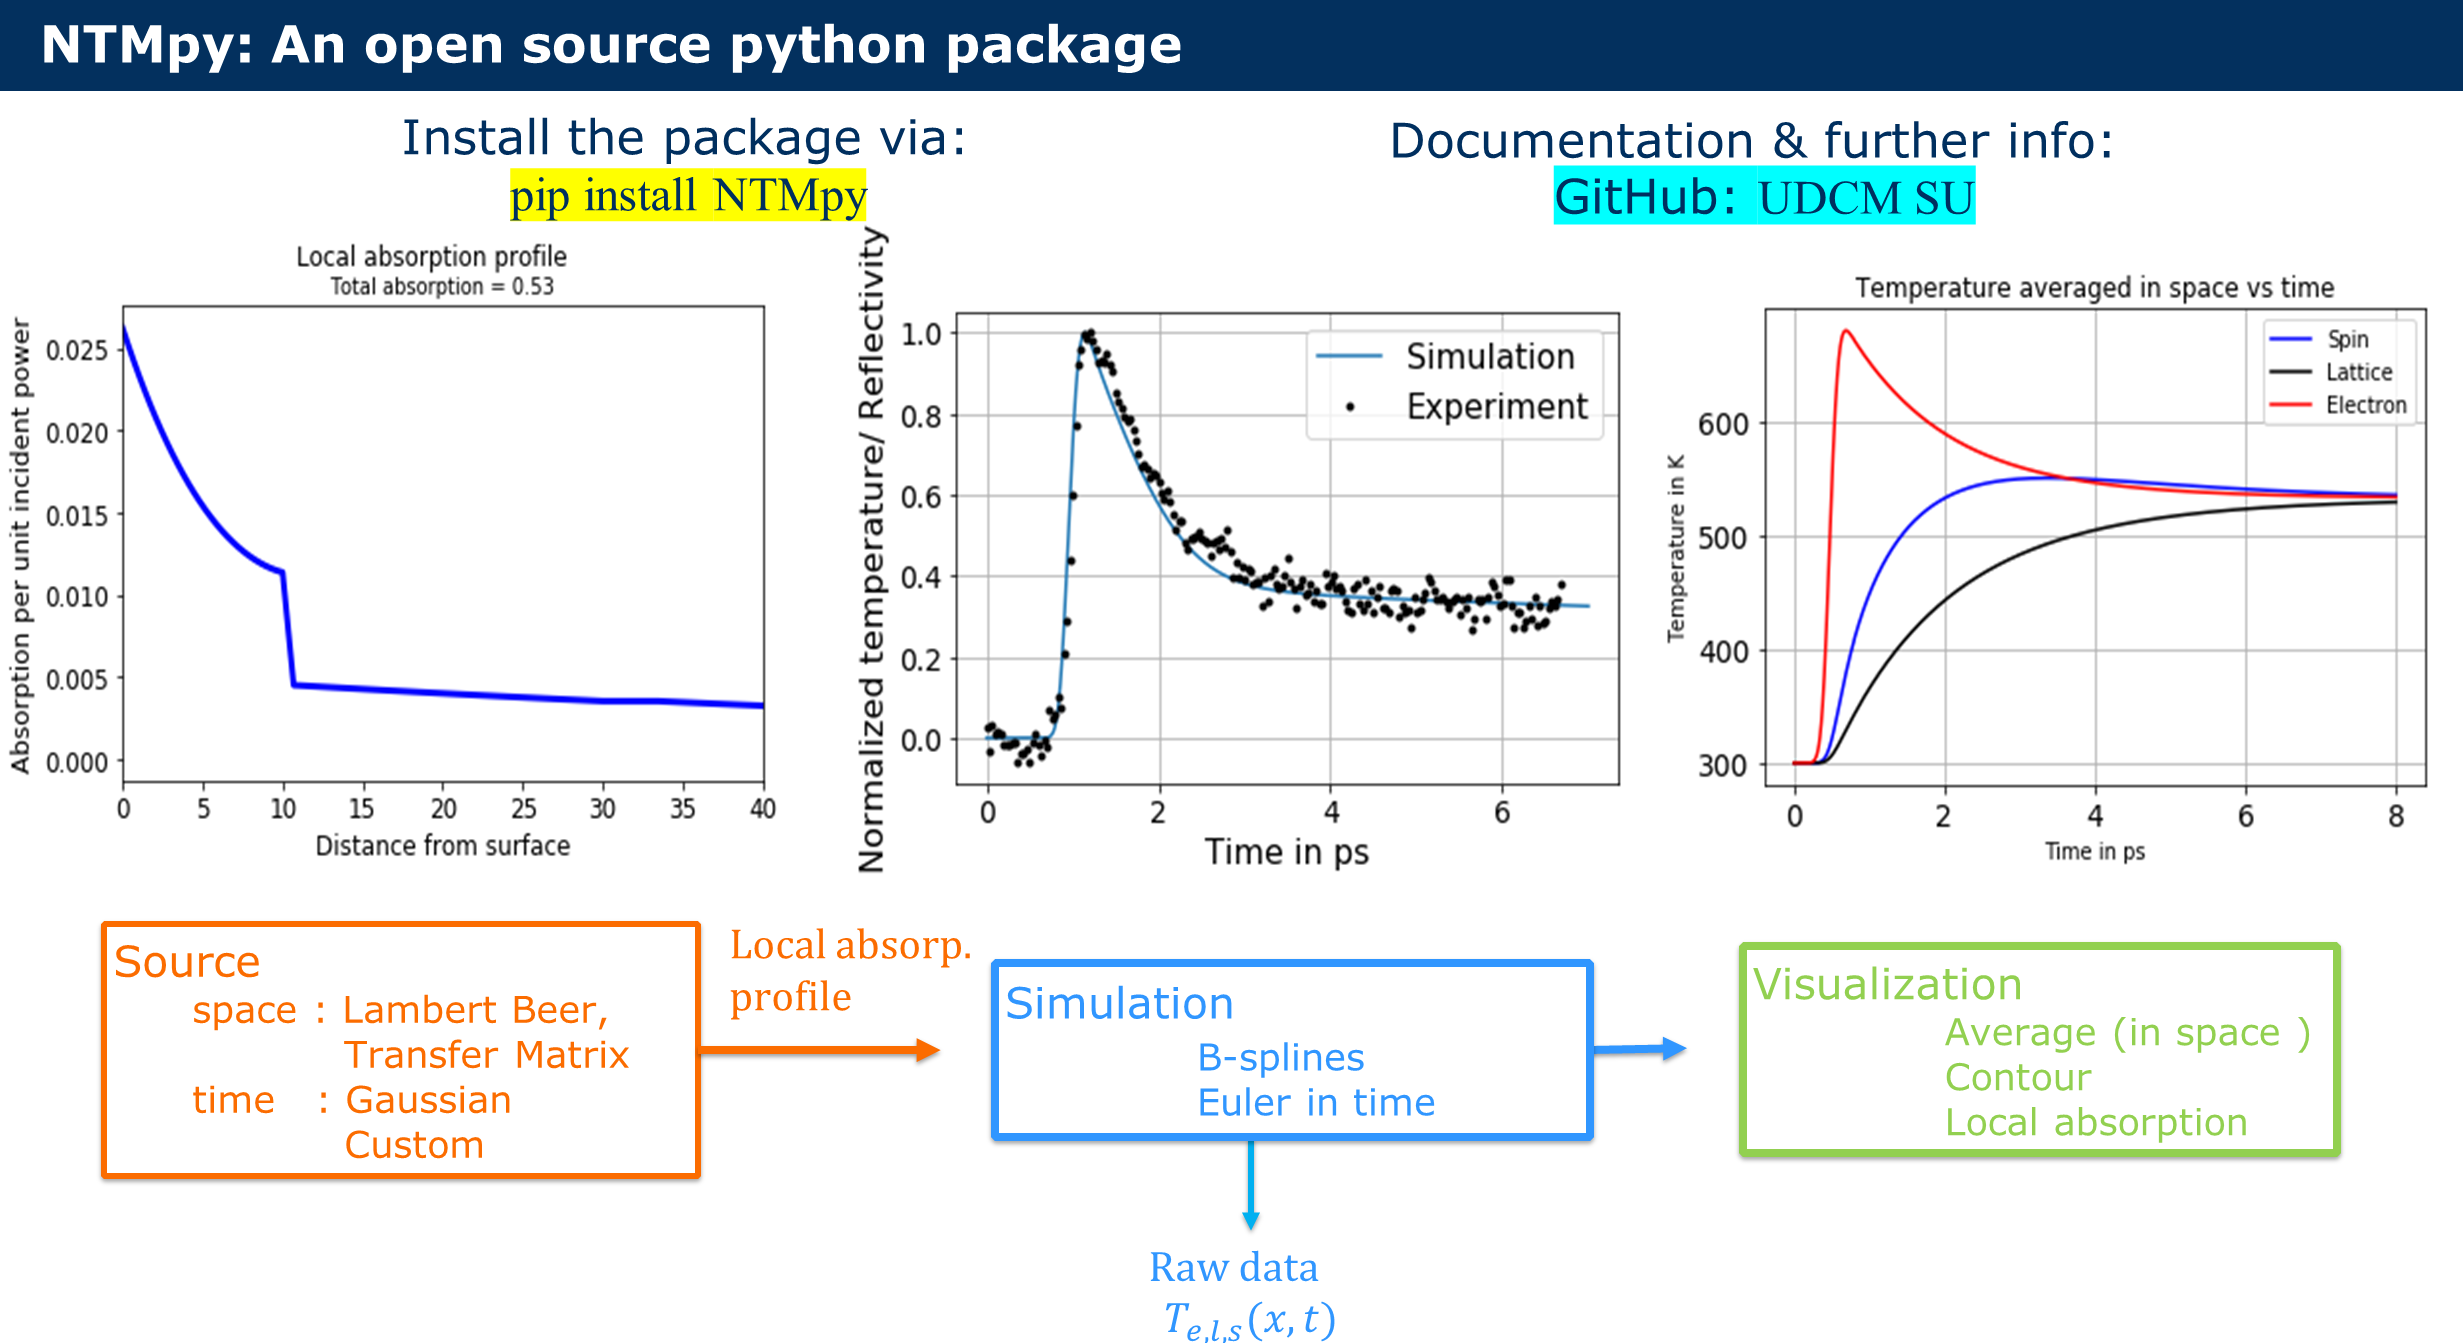 NTMpy: An open source python package
Install the package via:
pip install NTMpy
Documentation & further info:
GitHub: UDCM SU
Local absorption profile
Total absorption = 0.53
Absorption per unit incident power
0.025
0.020
0.015
0.010
0.005
0.000
0 5 10 15 20 25 30 35 40
Distance from surface
Normalized temperature/ Reflectivity
1.0
0.8
0.6
0.4
0.2
0.0
Simulation
Experiment
0 2 4 6
Time in ps
Temperature averaged in space vs time
Temperature in K
600
500
400
300
Spin
Lattice
Electron
0 2 4 6 8
Time in ps
Source
space : Lambert Beer,
Transfer Matrix
time : Gaussian
Custom
Local absorp.
profile
Simulation
B-splines
Euler in time
Raw data
T_{e,l,s}(x, t)
Visualization
Average (in space )
Contour
Local absorption